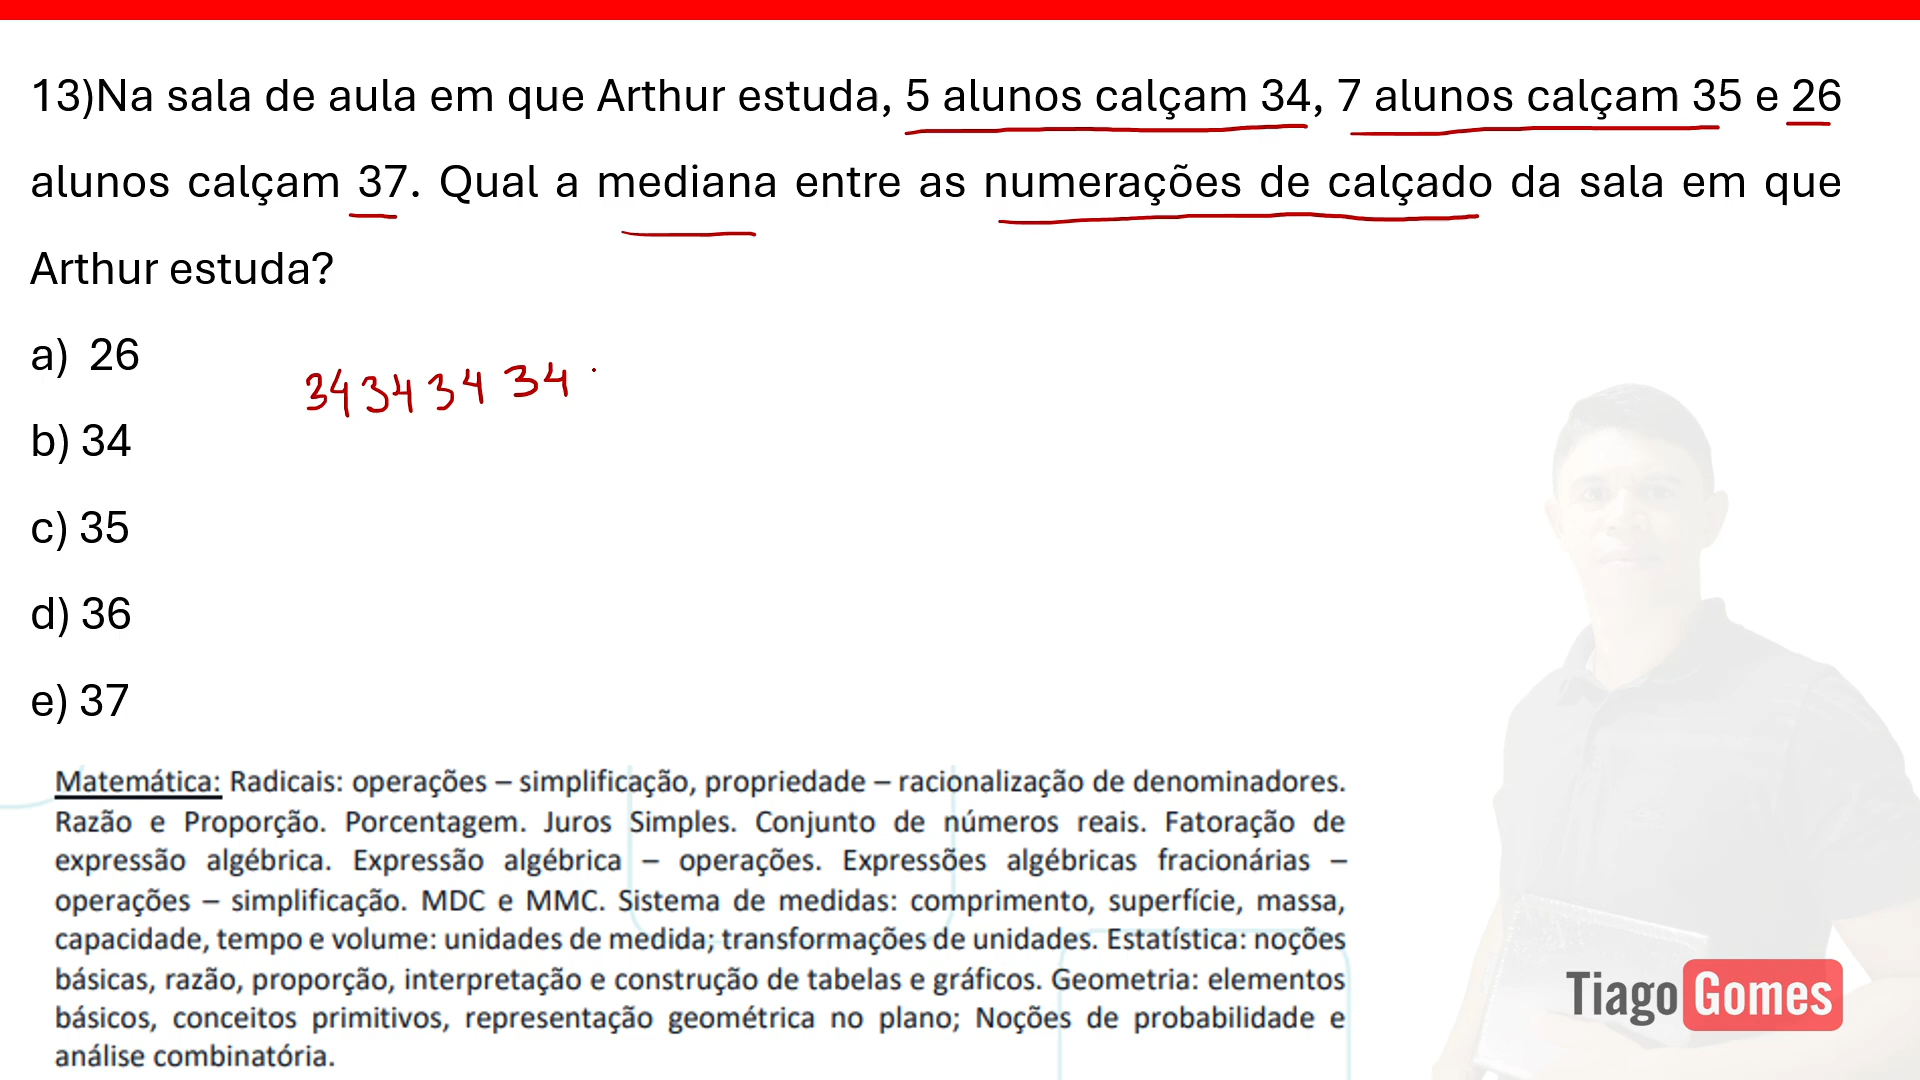 13)Na sala de aula em que Arthur estuda, 5 alunos calçam 34, 7 alunos calçam 35 e 26
alunos calçam 37. Qual a mediana entre as numerações de calçado da sala em que
Arthur estuda?
a) 26
34 34 34 34
b) 34
c) 35
d) 36
e) 37
Matemática: Radicais: operações – simplificação, propriedade – racionalização de denominadores.
Razão e Proporção. Porcentagem. Juros Simples. Conjunto de números reais. Fatoração de
expressão algébrica. Expressão algébrica – operações. Expressões algébricas fracionárias –
operações – simplificação. MDC e MMC. Sistema de medidas: comprimento, superfície, massa,
capacidade, tempo e volume: unidades de medida; transformações de unidades. Estatística: noções
básicas, razão, proporção, interpretação e construção de tabelas e gráficos. Geometria: elementos
básicos, conceitos primitivos, representação geométrica no plano; Noções de probabilidade e
análise combinatória.
Tiago Gomes